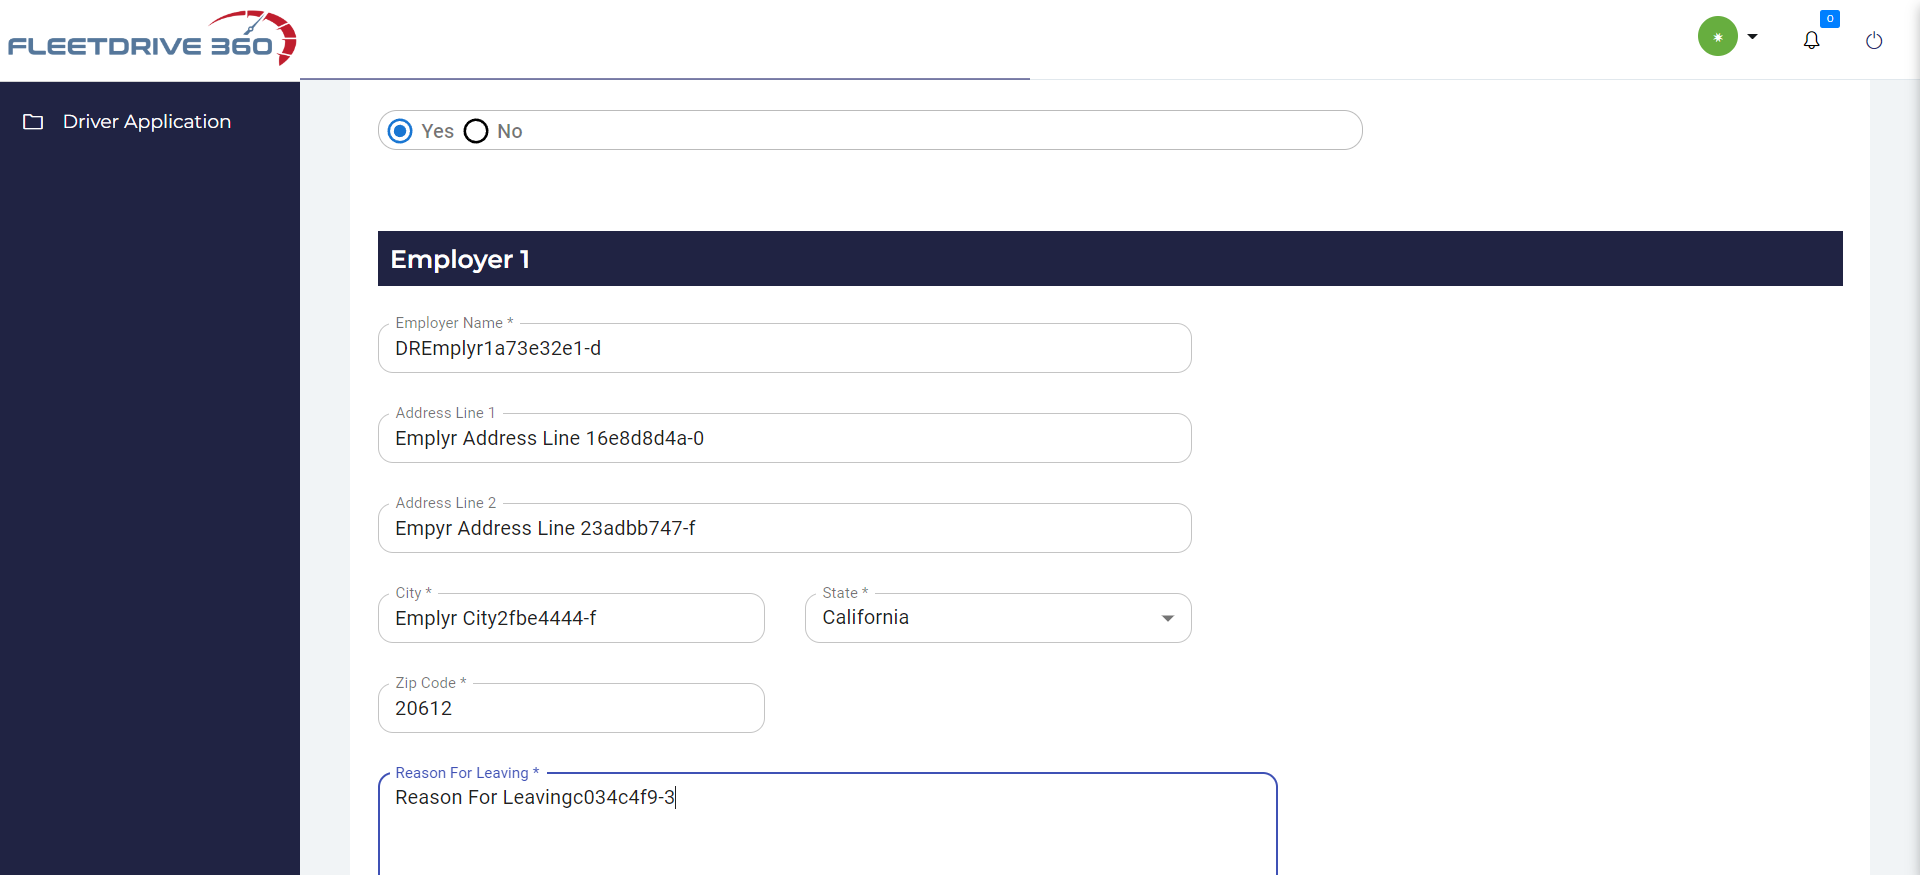 FLEETDRIVE 360
0
Driver Application
Yes No
Employer 1
Employer Name *
DREmplyr1a73e32e1-d
Address Line 1
Emplyr Address Line 16e8d8d4a-0
Address Line 2
Empyr Address Line 23adbb747-f
City *
Emplyr City2fbe4444-f
State *
California
Zip Code *
20612
Reason For Leaving *
Reason For Leavingc034c4f9-3